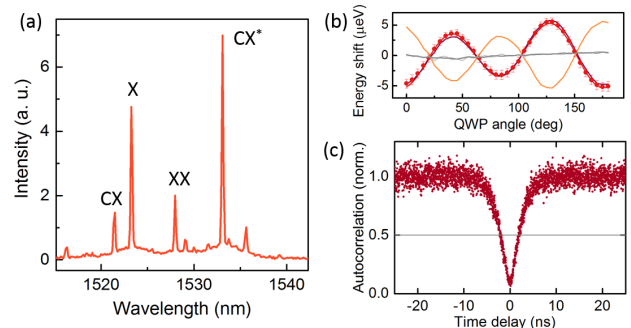 (a)
Intensity (a. u.)
7
5
2
0
CX
X
XX
CX*
1520
1530
1540
Wavelength (nm)
(b)
Energy shift (μeV)
5
0
-5
0
50
100
150
QWP angle (deg)
(c)
Autocorrelation (norm.)
1.0
0.5
0.0
-20
-10
0
10
20
Time delay (ns)